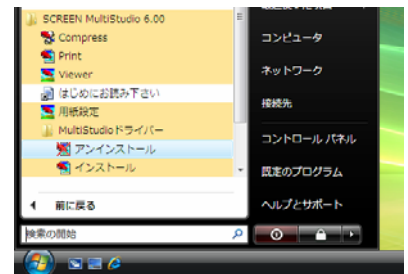 SCREEN MultiStudio 6.00
Compress
Print
Viewer
はじめにお読み下さい
用紙設定
MultiStudioドライバー
アンインストール
インストール
前に戻る
検索の開始
コンピュータ
ネットワーク
接続先
コントロール パネル
既定のプログラム
ヘルプとサポート